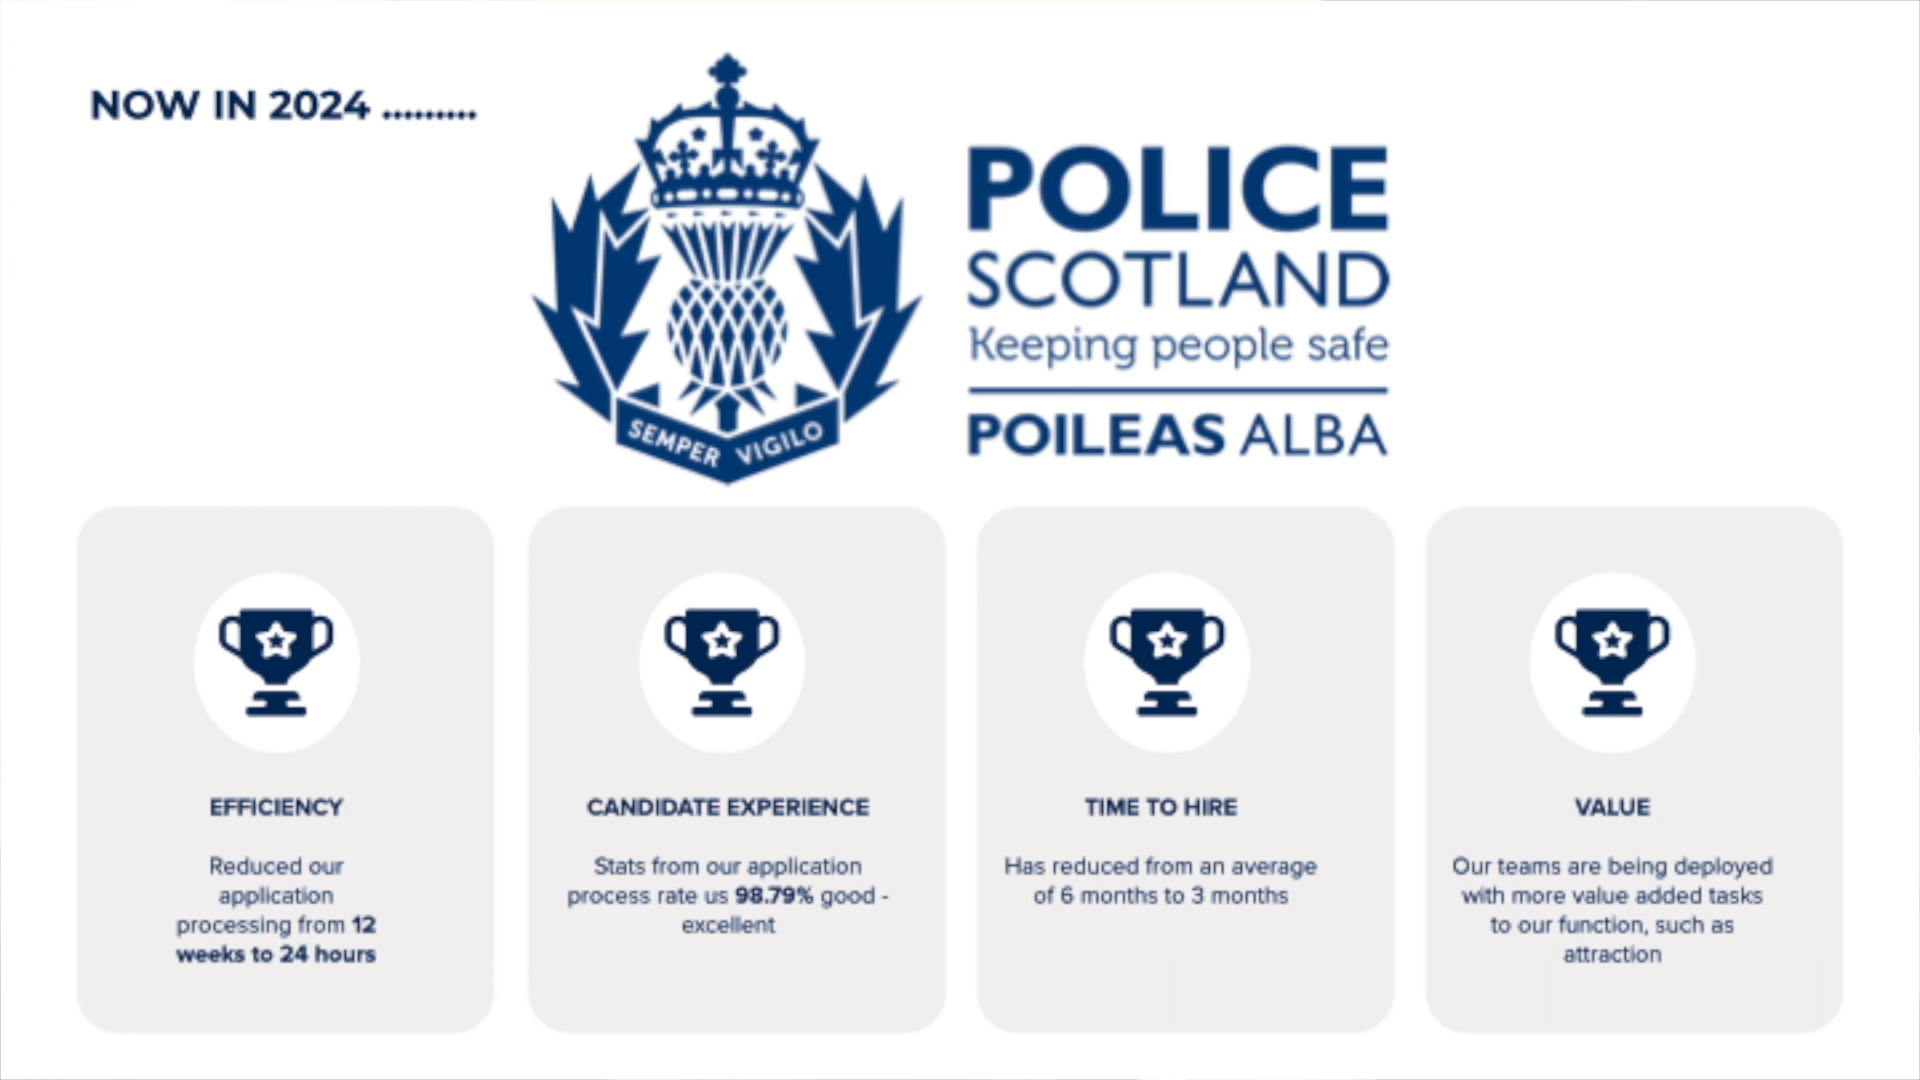 NOW IN 2024 .........
POLICE
SCOTLAND
Keeping people safe
POILEAS ALBA
SEMPER VIGILO
EFFICIENCY
Reduced our
application
processing from 12
weeks to 24 hours
CANDIDATE EXPERIENCE
Stats from our application
process rate us 98.79% good -
excellent
TIME TO HIRE
Has reduced from an average
of 6 months to 3 months
VALUE
Our teams are being deployed
with more value added tasks
to our function, such as
attraction